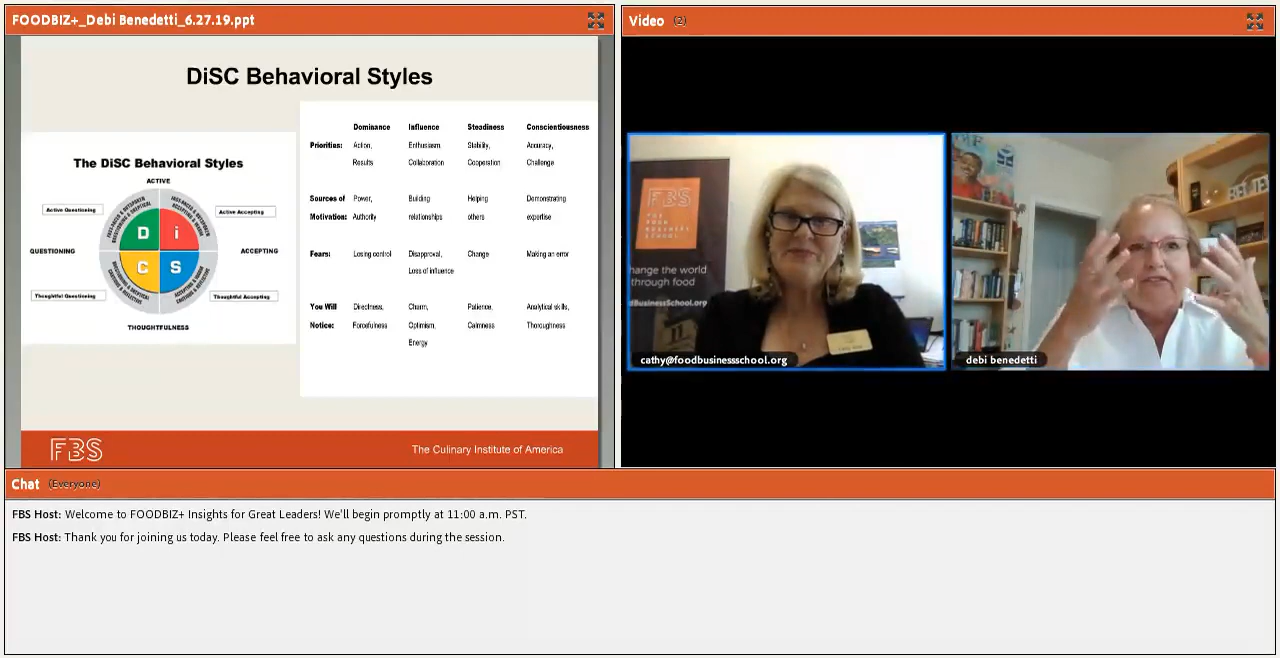 FOODBIZ+_Debi Benedetti_6.27.19.ppt
DiSC Behavioral Styles
The DiSC Behavioral Styles
ACTIVE
Active Questioning
Active Accepting
D
i
QUESTIONING
ACCEPTING
C
S
Thoughtful Questioning
Thoughtful Accepting
THOUGHTFULNESS
Dominance Influence Steadiness Conscientiousness
Priorities: Action, Enthusiasm, Stability, Accuracy,
Results Collaboration Cooperation Challenge
Sources of Power, Building Helping Demonstrating
Motivation: Authority relationships others expertise
Fears: Losing control Disapproval, Change Making an error
Loss of influence
You Will Directness, Charm, Patience, Analytical skills,
Notice: Forcefulness Optimism, Calmness Thoroughness
Energy
FBS
The Culinary Institute of America
Video (2)
FBS
THE
FOOD
BUSINESS
SCHOOL
hange the world
through food
dBusinessSchool.org
cathy@foodbusinessschool.org
debi benedetti
Chat (Everyone)
FBS Host: Welcome to FOODBIZ+ Insights for Great Leaders! We'll begin promptly at 11:00 a.m. PST.
FBS Host: Thank you for joining us today. Please feel free to ask any questions during the session.